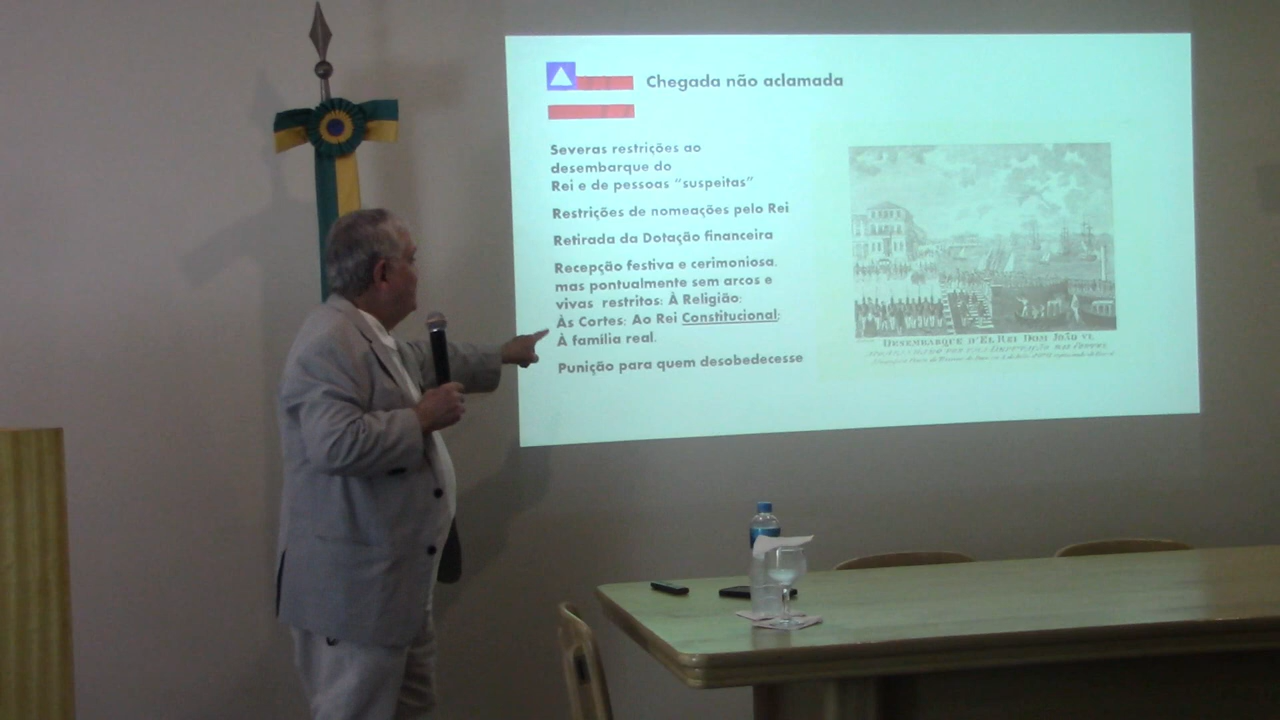 Chegada não aclamada
Severas restrições ao
desembarque do
Rei e de pessoas "suspeitas"
Restrições de nomeações pelo Rei
Retirada da Dotação financeira
Recepção festiva e cerimoniosa,
mas pontualmente sem arcos e
vivas restritos: À Religião;
Às Cortes; Ao Rei Constitucional;
À família real.
Punição para quem desobedecesse
DESEMBARQUE D'EL REI DOM JOÃO VI.